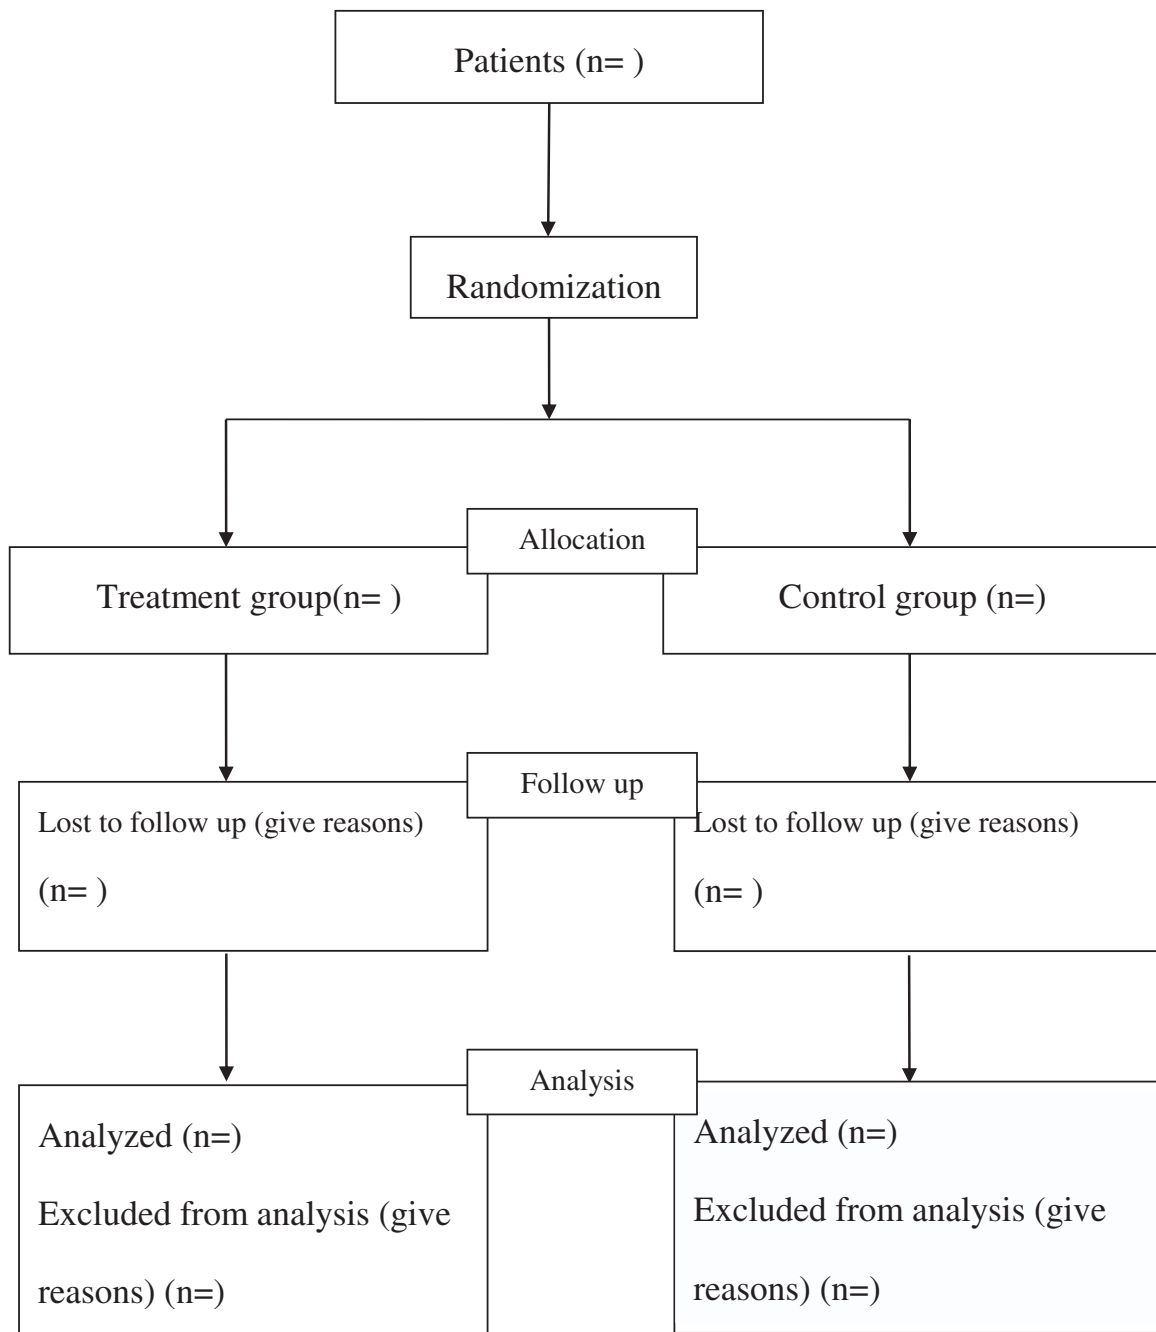 Patients (n= )
Randomization
Allocation
Treatment group(n= )
Control group (n=)
Follow up
Lost to follow up (give reasons)
(n= )
Lost to follow up (give reasons)
(n= )
Analysis
Analyzed (n=)
Excluded from analysis (give
reasons) (n=)
Analyzed (n=)
Excluded from analysis (give
reasons) (n=)